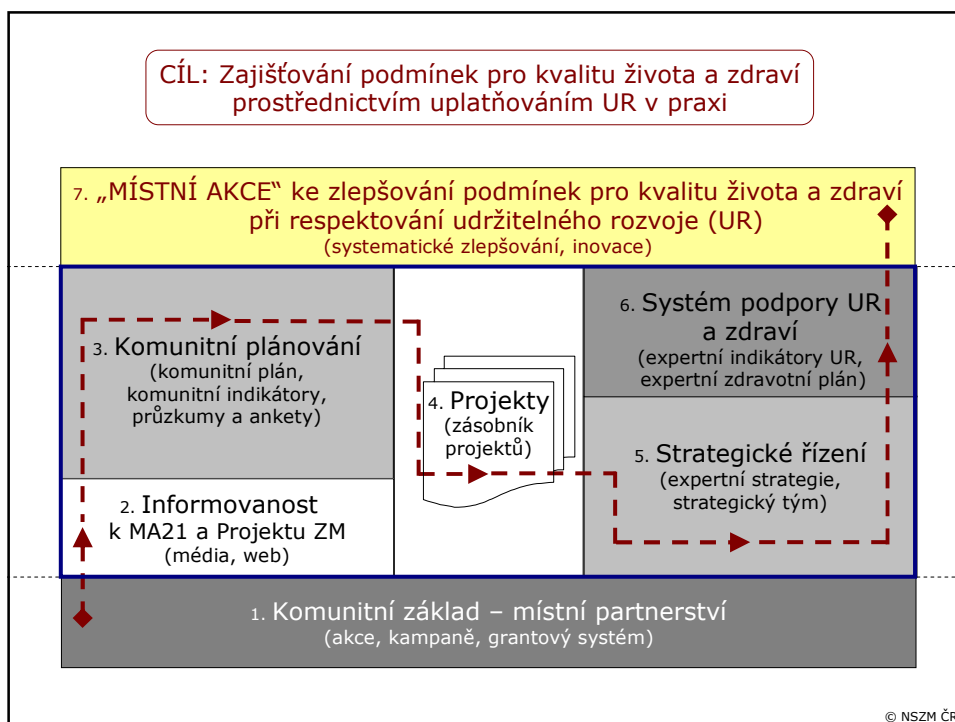 CÍL: Zajišťování podmínek pro kvalitu života a zdraví
prostřednictvím uplatňováním UR v praxi
7. „MÍSTNÍ AKCE“ ke zlepšování podmínek pro kvalitu života a zdraví
při respektování udržitelného rozvoje (UR)
(systematické zlepšování, inovace)
3. Komunitní plánování
(komunitní plán,
komunitní indikátory,
průzkumy a ankety)
2. Informovanost
k MA21 a Projektu ZM
(média, web)
4. Projekty
(zásobník
projektů)
6. Systém podpory UR
a zdraví
(expertní indikátory UR,
expertní zdravotní plán)
5. Strategické řízení
(expertní strategie,
strategický tým)
1. Komunitní základ – místní partnerství
(akce, kampaně, grantový systém)
© NSZM ČR